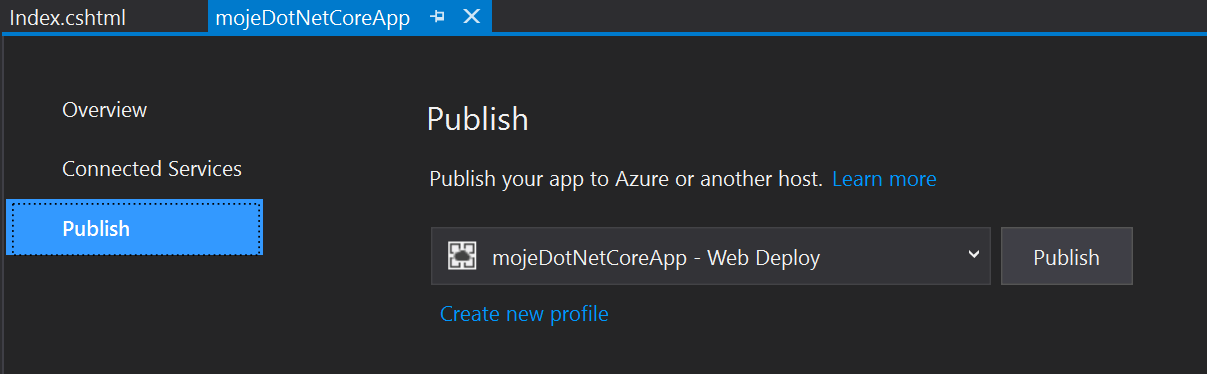 Index.cshtml mojeDotNetCoreApp
Overview
Connected Services
Publish
Publish
Publish your app to Azure or another host. Learn more
mojeDotNetCoreApp - Web Deploy Publish
Create new profile